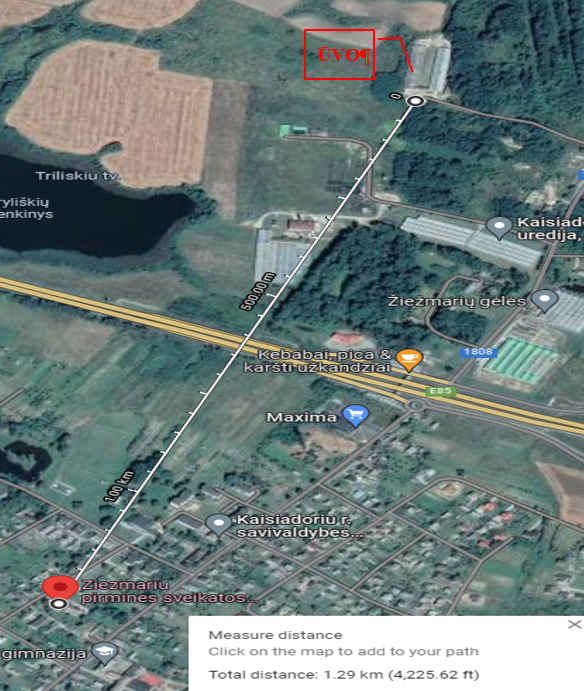 UVO¶
0
Triliskiu tv.
ryliškių
enkinys
Kaisiad
urėdija,
500.00 m
Žiežmarių gėlės
Kebabai, pica &
karšti užkandžiai
1808
E85
Maxima
1.00 km
Kaisiadoriu r.
savivaldybes...
Ziezmariu
pirmines sveikatos...
gimnazija
Measure distance
Click on the map to add to your path
Total distance: 1.29 km (4,225.62 ft)